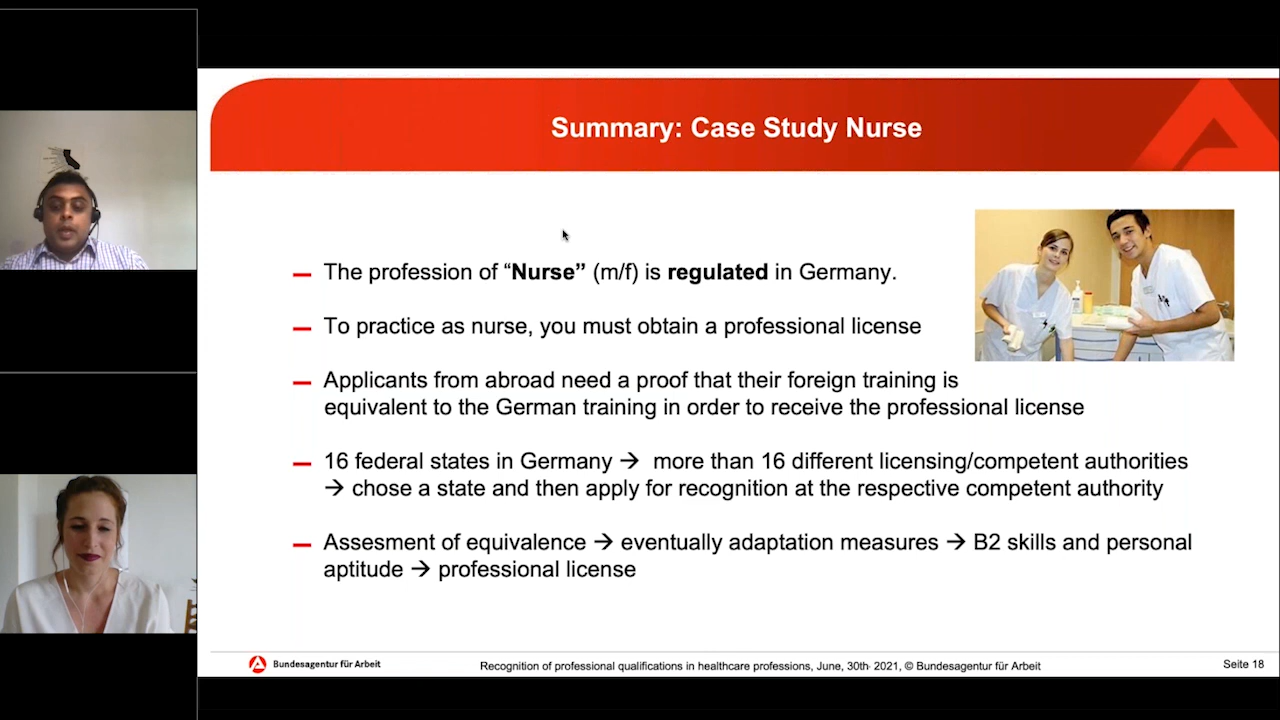 Summary: Case Study Nurse
The profession of “Nurse” (m/f) is regulated in Germany.
To practice as nurse, you must obtain a professional license
Applicants from abroad need a proof that their foreign training is
equivalent to the German training in order to receive the professional license
16 federal states in Germany → more than 16 different licensing/competent authorities
→ chose a state and then apply for recognition at the respective competent authority
Assesment of equivalence → eventually adaptation measures → B2 skills and personal
aptitude → professional license
Bundesagentur für Arbeit
Recognition of professional qualifications in healthcare professions, June, 30th· 2021, © Bundesagentur für Arbeit
Seite 18